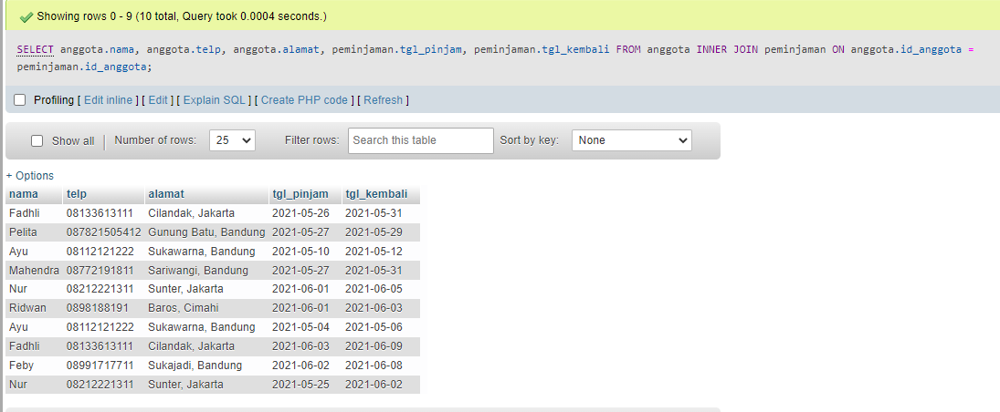 Showing rows 0 - 9 (10 total, Query took 0.0004 seconds.)
SELECT anggota.nama, anggota.telp, anggota.alamat, peminjaman.tgl_pinjam, peminjaman.tgl_kembali FROM anggota INNER JOIN peminjaman ON anggota.id_anggota =
peminjaman.id_anggota;
Profiling [ Edit inline ] [ Edit ] [ Explain SQL ] [ Create PHP code ] [ Refresh ]
Show all | Number of rows: 25 Filter rows: Search this table Sort by key: None
+ Options
nama telp alamat tgl_pinjam tgl_kembali
Fadhli 08133613111 Cilandak, Jakarta 2021-05-26 2021-05-31
Pelita 087821505412 Gunung Batu, Bandung 2021-05-27 2021-05-29
Ayu 08112121222 Sukawarna, Bandung 2021-05-10 2021-05-12
Mahendra 08772191811 Sariwangi, Bandung 2021-05-27 2021-05-31
Nur 08212221311 Sunter, Jakarta 2021-06-01 2021-06-05
Ridwan 0898188191 Baros, Cimahi 2021-06-01 2021-06-03
Ayu 08112121222 Sukawarna, Bandung 2021-05-04 2021-05-06
Fadhli 08133613111 Cilandak, Jakarta 2021-06-03 2021-06-09
Feby 08991717711 Sukajadi, Bandung 2021-06-02 2021-06-08
Nur 08212221311 Sunter, Jakarta 2021-05-25 2021-06-02